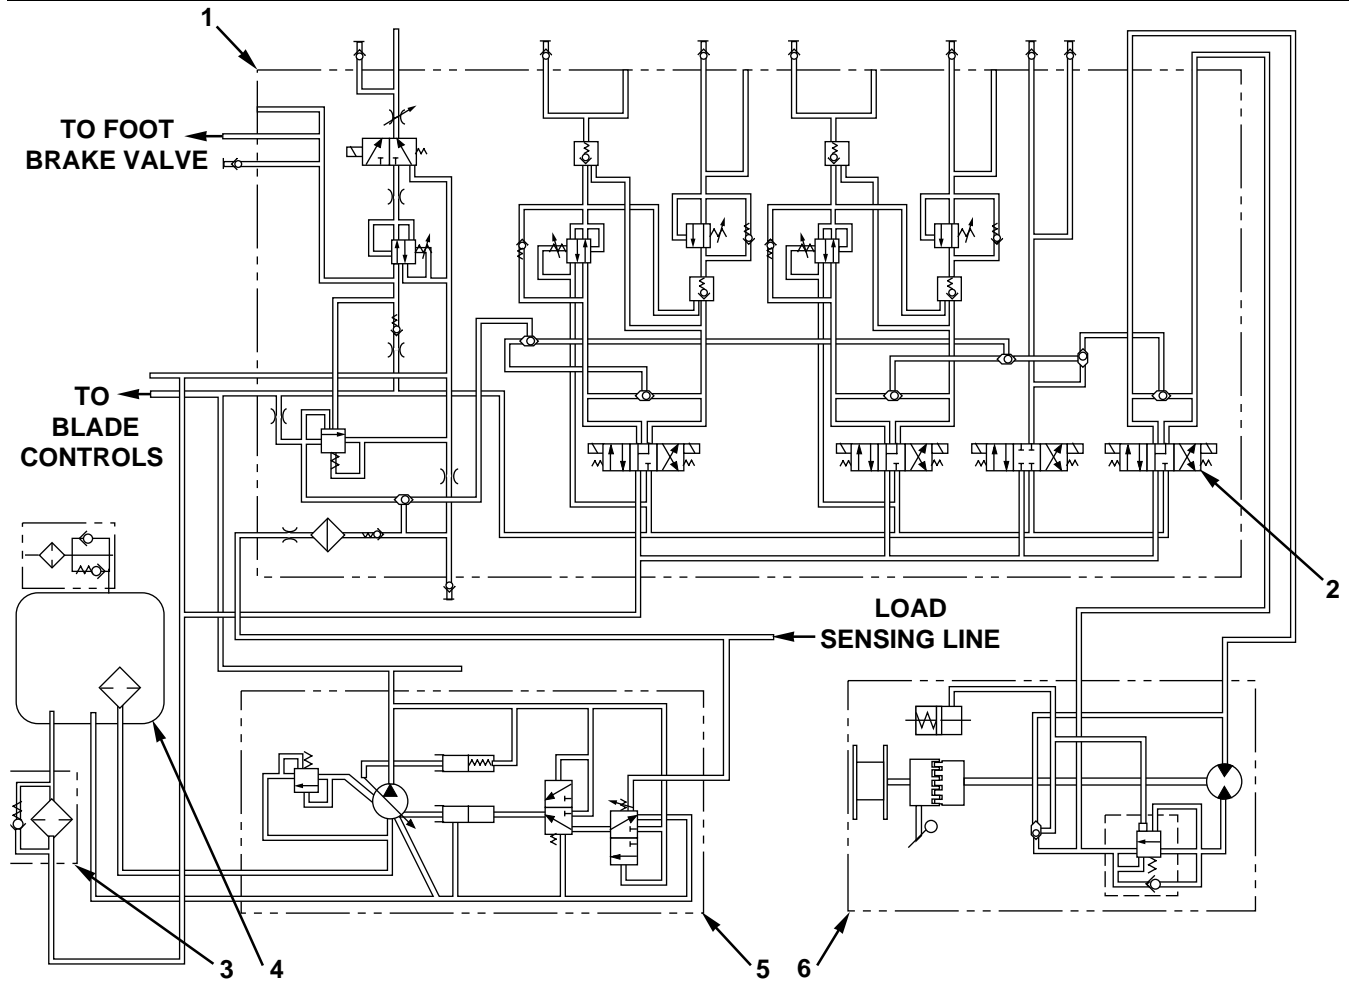 1
TO FOOT
BRAKE VALVE
TO
BLADE
CONTROLS
2
LOAD
SENSING LINE
3
4
5
6